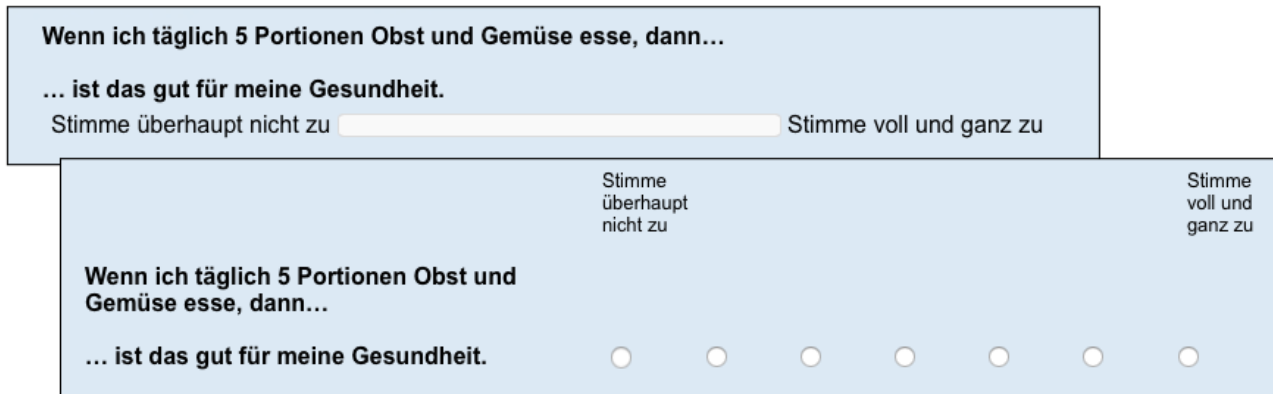 Wenn ich täglich 5 Portionen Obst und Gemüse esse, dann…
… ist das gut für meine Gesundheit.
Stimme überhaupt nicht zu Stimme voll und ganz zu
Stimme
überhaupt
nicht zu
Stimme
voll und
ganz zu
Wenn ich täglich 5 Portionen Obst und
Gemüse esse, dann…
… ist das gut für meine Gesundheit.